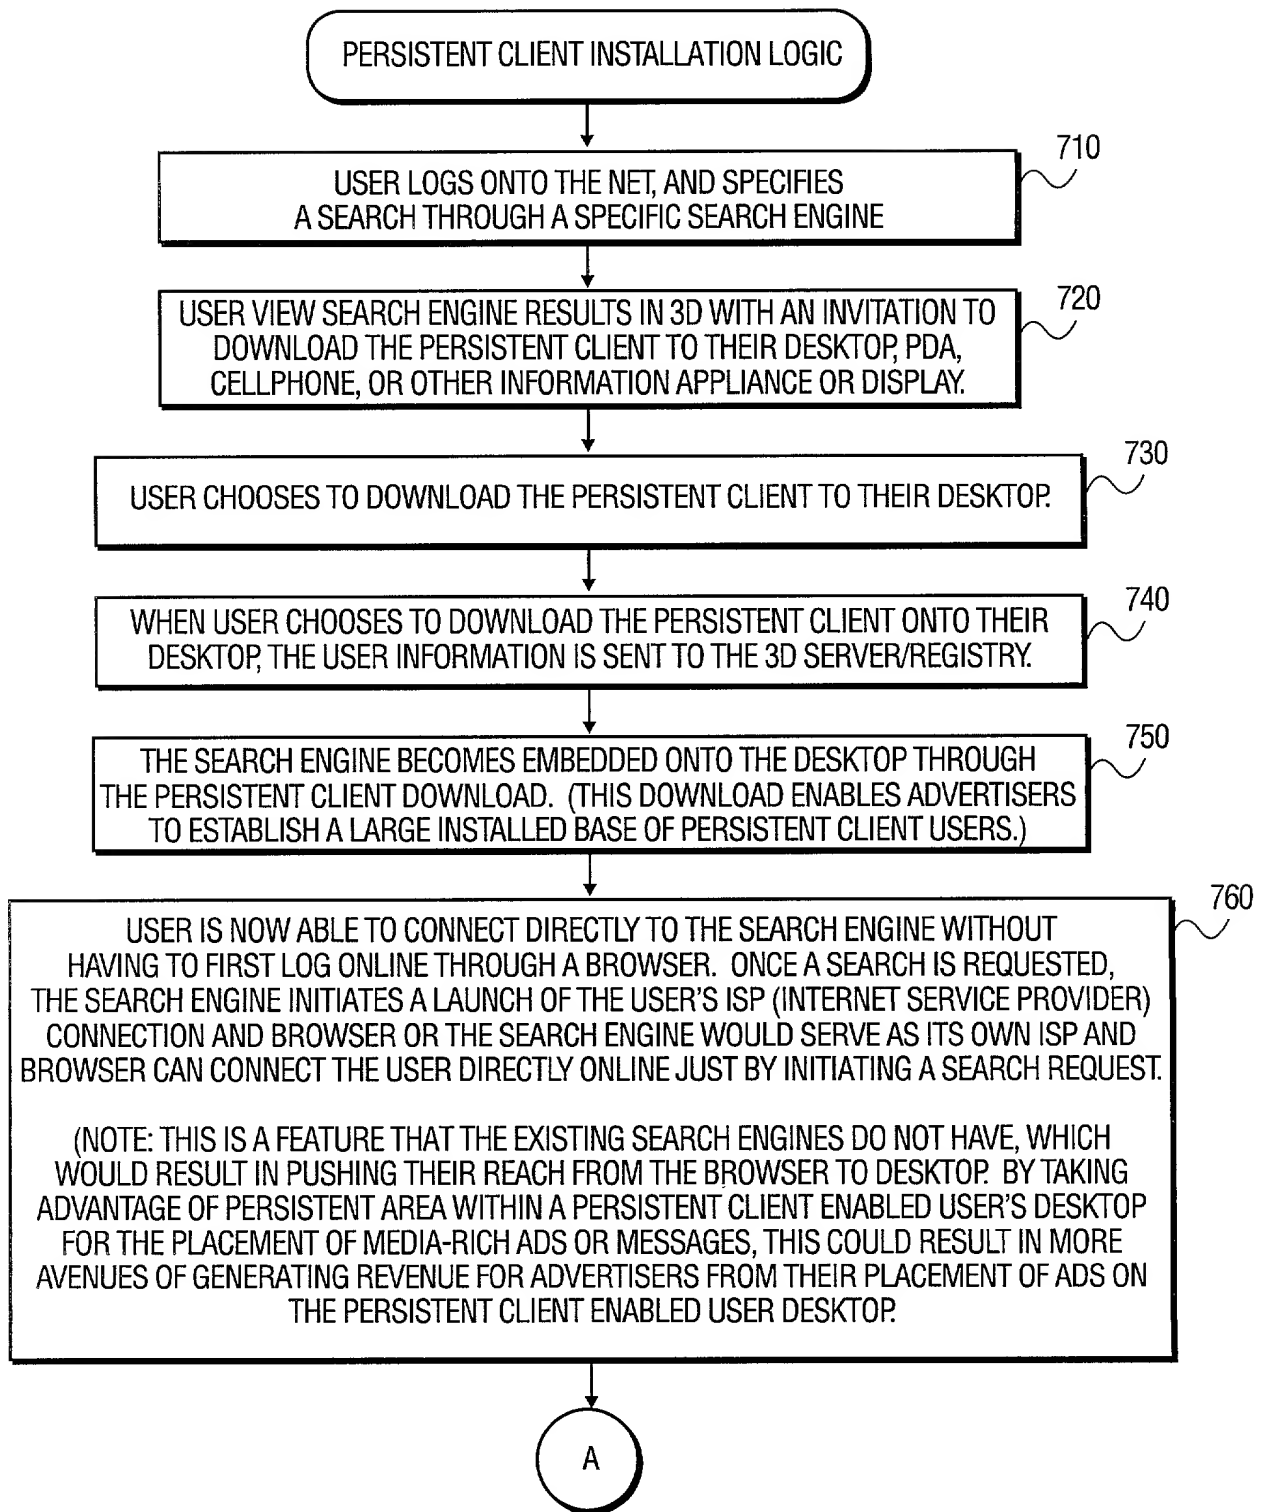 PERSISTENT CLIENT INSTALLATION LOGIC
710
USER LOGS ONTO THE NET, AND SPECIFIES
A SEARCH THROUGH A SPECIFIC SEARCH ENGINE
720
USER VIEW SEARCH ENGINE RESULTS IN 3D WITH AN INVITATION TO
DOWNLOAD THE PERSISTENT CLIENT TO THEIR DESKTOP, PDA,
CELLPHONE, OR OTHER INFORMATION APPLIANCE OR DISPLAY.
730
USER CHOOSES TO DOWNLOAD THE PERSISTENT CLIENT TO THEIR DESKTOP.
740
WHEN USER CHOOSES TO DOWNLOAD THE PERSISTENT CLIENT ONTO THEIR
DESKTOP, THE USER INFORMATION IS SENT TO THE 3D SERVER/REGISTRY.
750
THE SEARCH ENGINE BECOMES EMBEDDED ONTO THE DESKTOP THROUGH
THE PERSISTENT CLIENT DOWNLOAD. (THIS DOWNLOAD ENABLES ADVERTISERS
TO ESTABLISH A LARGE INSTALLED BASE OF PERSISTENT CLIENT USERS.)
760
USER IS NOW ABLE TO CONNECT DIRECTLY TO THE SEARCH ENGINE WITHOUT
HAVING TO FIRST LOG ONLINE THROUGH A BROWSER. ONCE A SEARCH IS REQUESTED,
THE SEARCH ENGINE INITIATES A LAUNCH OF THE USER'S ISP (INTERNET SERVICE PROVIDER)
CONNECTION AND BROWSER OR THE SEARCH ENGINE WOULD SERVE AS ITS OWN ISP AND
BROWSER CAN CONNECT THE USER DIRECTLY ONLINE JUST BY INITIATING A SEARCH REQUEST.
(NOTE: THIS IS A FEATURE THAT THE EXISTING SEARCH ENGINES DO NOT HAVE, WHICH
WOULD RESULT IN PUSHING THEIR REACH FROM THE BROWSER TO DESKTOP. BY TAKING
ADVANTAGE OF PERSISTENT AREA WITHIN A PERSISTENT CLIENT ENABLED USER'S DESKTOP
FOR THE PLACEMENT OF MEDIA-RICH ADS OR MESSAGES, THIS COULD RESULT IN MORE
AVENUES OF GENERATING REVENUE FOR ADVERTISERS FROM THEIR PLACEMENT OF ADS ON
THE PERSISTENT CLIENT ENABLED USER DESKTOP.
A